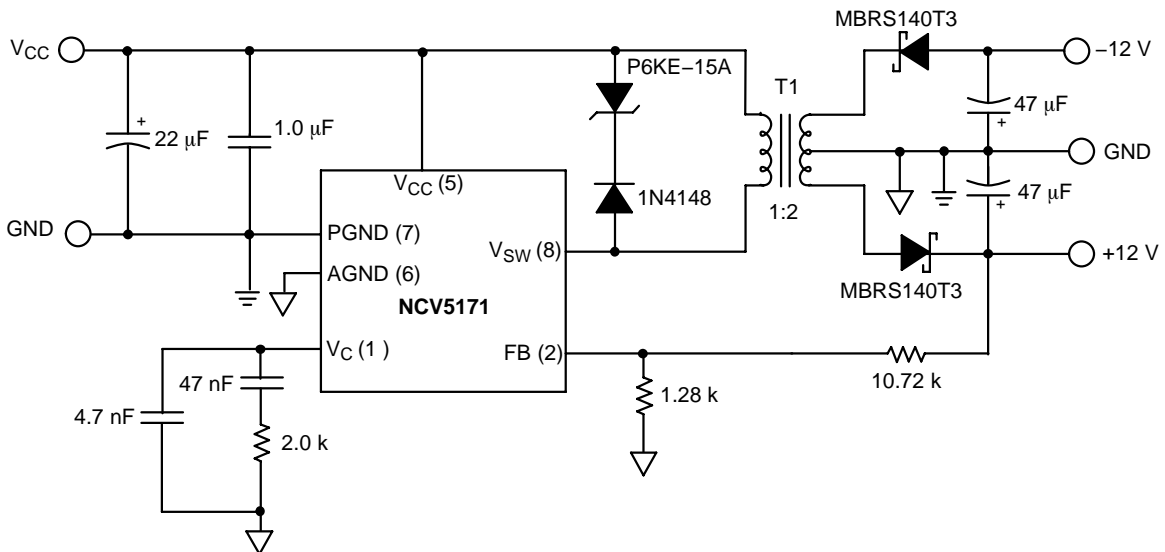 MBRS140T3
V_CC
−12 V
P6KE−15A
T1
47 µF
+
+
22 µF
1.0 µF
GND
V_CC (5)
1N4148
47 µF
1:2
+
GND
PGND (7)
V_SW (8)
+12 V
AGND (6)
MBRS140T3
NCV5171
V_C (1 )
FB (2)
10.72 k
47 nF
1.28 k
4.7 nF
2.0 k